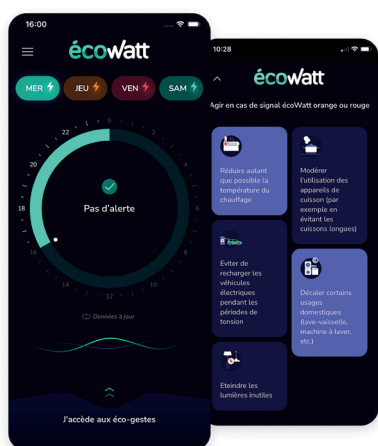 16:00
écowatt
MER
JEU
VEN
SAM
0
2
4
6
8
10
12
14
16
18
20
22
Pas d'alerte
Données à jour
J'accède aux éco-gestes
10:28
écowatt
Agir en cas de signal écoWatt orange ou rouge
Réduire autant
que possible la
température du
chauffage
Modérer
l'utilisation des
appareils de
cuisson (par
exemple en
évitant les
cuissons longues)
Eviter de
recharger les
véhicules
électriques
pendant les
périodes de
tension
Décaler certains
usages
domestiques
(lave-vaisselle,
machine à laver,
etc.)
Eteindre les
lumières inutiles